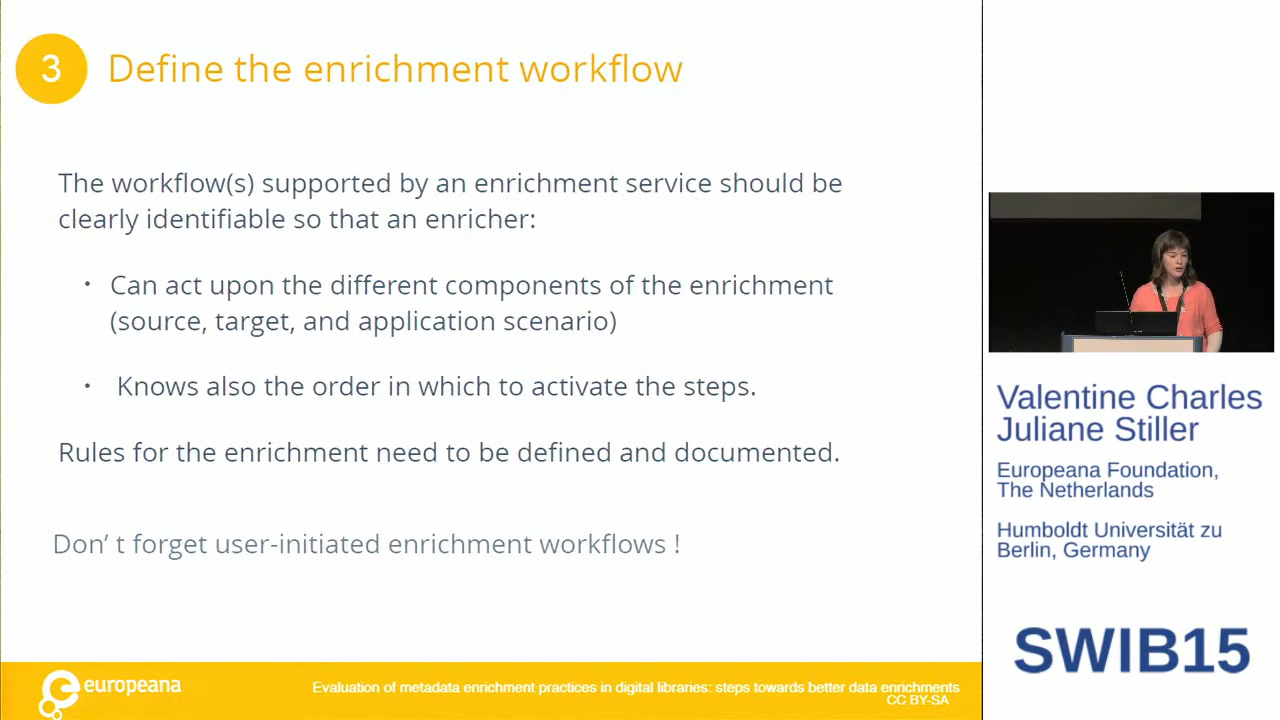 3 Define the enrichment workflow
The workflow(s) supported by an enrichment service should be
clearly identifiable so that an enricher:
· Can act upon the different components of the enrichment
(source, target, and application scenario)
· Knows also the order in which to activate the steps.
Rules for the enrichment need to be defined and documented.
Don’ t forget user-initiated enrichment workflows !
europeana
Evaluation of metadata enrichment practices in digital libraries: steps towards better data enrichments
CC BY-SA
Valentine Charles
Juliane Stiller
Europeana Foundation,
The Netherlands
Humboldt Universität zu
Berlin, Germany
SWIB15